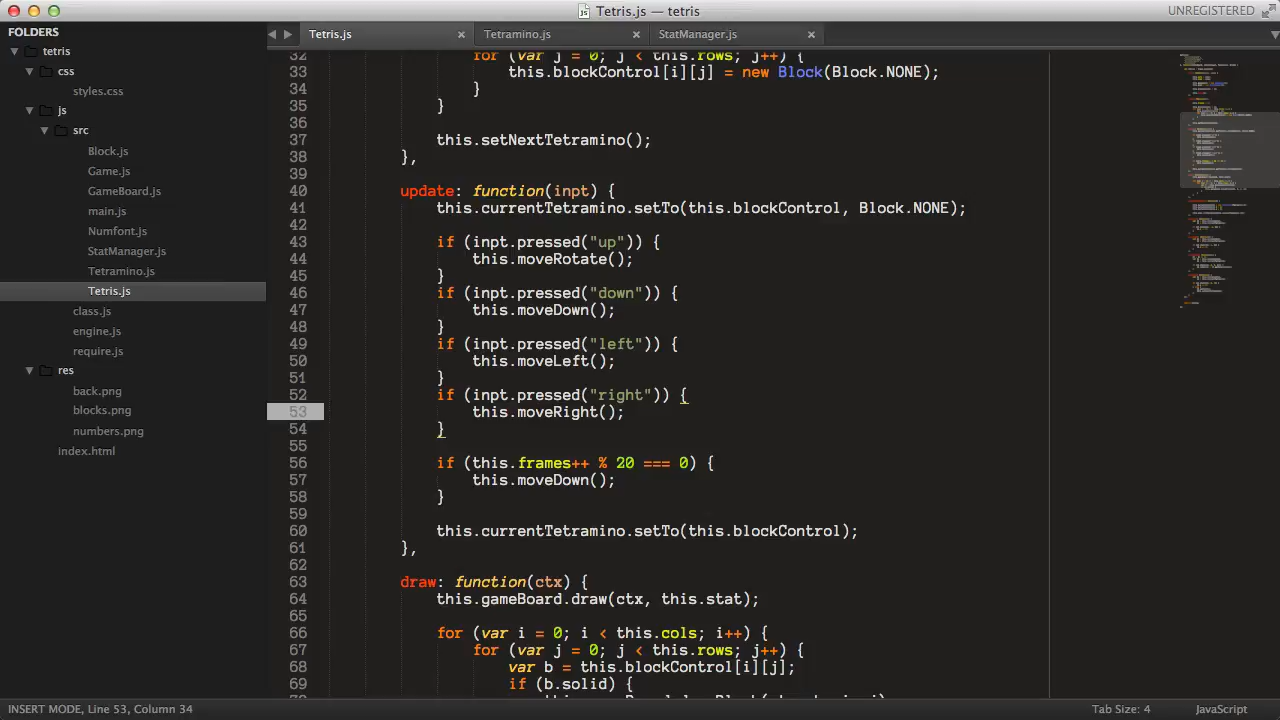 Tetris.js — tetris
UNREGISTERED
FOLDERS
tetris
css
styles.css
js
src
Block.js
Game.js
GameBoard.js
main.js
Numfont.js
StatManager.js
Tetramino.js
Tetris.js
class.js
engine.js
require.js
res
back.png
blocks.png
numbers.png
index.html
Tetris.js × Tetramino.js × StatManager.js ×
32 for (var j = 0; j < this.rows; j++) {
33 this.blockControl[i][j] = new Block(Block.NONE);
34 }
35 }
36
37 this.setNextTetramino();
38 },
39
40 update: function(inpt) {
41 this.currentTetramino.setTo(this.blockControl, Block.NONE);
42
43 if (inpt.pressed("up")) {
44 this.moveRotate();
45 }
46 if (inpt.pressed("down")) {
47 this.moveDown();
48 }
49 if (inpt.pressed("left")) {
50 this.moveLeft();
51 }
52 if (inpt.pressed("right")) {
53 this.moveRight();
54 }
55
56 if (this.frames++ % 20 === 0) {
57 this.moveDown();
58 }
59
60 this.currentTetramino.setTo(this.blockControl);
61 },
62
63 draw: function(ctx) {
64 this.gameBoard.draw(ctx, this.stat);
65
66 for (var i = 0; i < this.cols; i++) {
67 for (var j = 0; j < this.rows; j++) {
68 var b = this.blockControl[i][j];
69 if (b.solid) {
INSERT MODE, Line 53, Column 34
Tab Size: 4
JavaScript